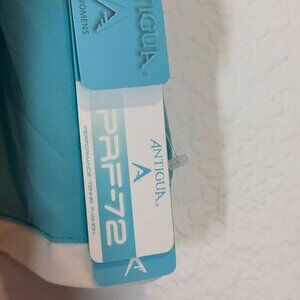 ANTIGUA
WOMENS
ANTIGUA
PRF:72
PERFORMANCE TENNIS FASHION